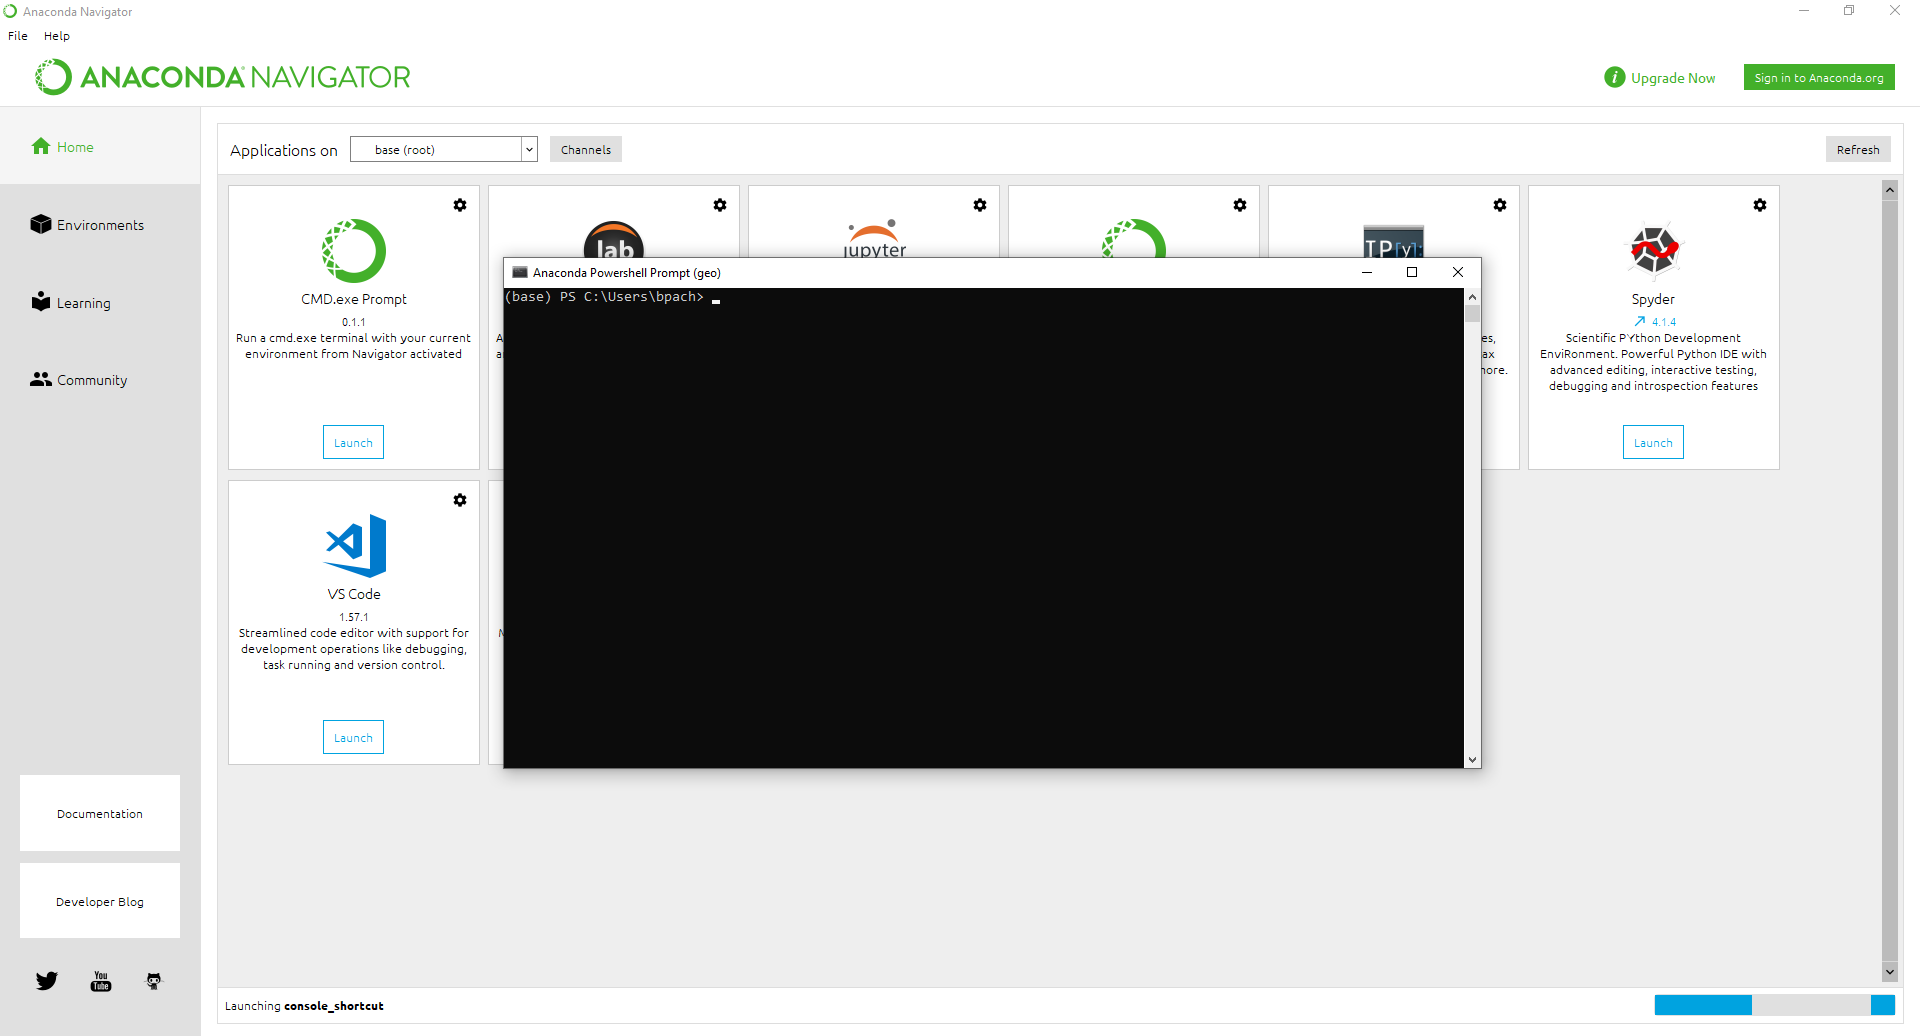 Anaconda Navigator
File Help
ANACONDA NAVIGATOR
Upgrade Now
Sign in to Anaconda.org
Home
Environments
Learning
Community
Documentation
Developer Blog
You
Tube
Applications on
base (root)
Channels
Refresh
CMD.exe Prompt
0.1.1
Run a cmd.exe terminal with your current
environment from Navigator activated
Launch
lab
jupyter
IP[y]:
es,
ax
ore.
Spyder
4.1.4
Scientific PYthon Development
EnviRonment. Powerful Python IDE with
advanced editing, interactive testing,
debugging and introspection features
Launch
VS Code
1.57.1
Streamlined code editor with support for
development operations like debugging,
task running and version control.
Launch
Anaconda Powershell Prompt (geo)
(base) PS C:\Users\bpach>
Launching console_shortcut